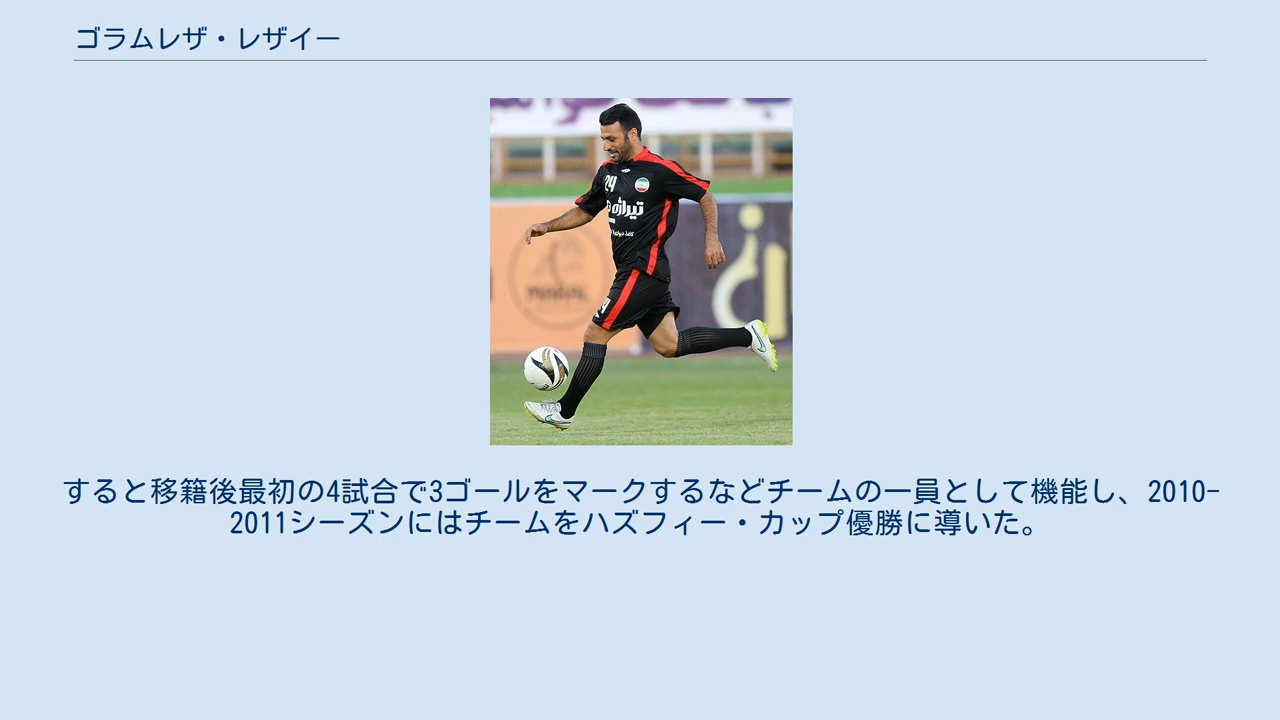 ゴラムレザ・レザイー
24
تیراژه
すると移籍後最初の4試合で3ゴールをマークするなどチームの一員として機能し、2010-
2011シーズンにはチームをハズフィー・カップ優勝に導いた。